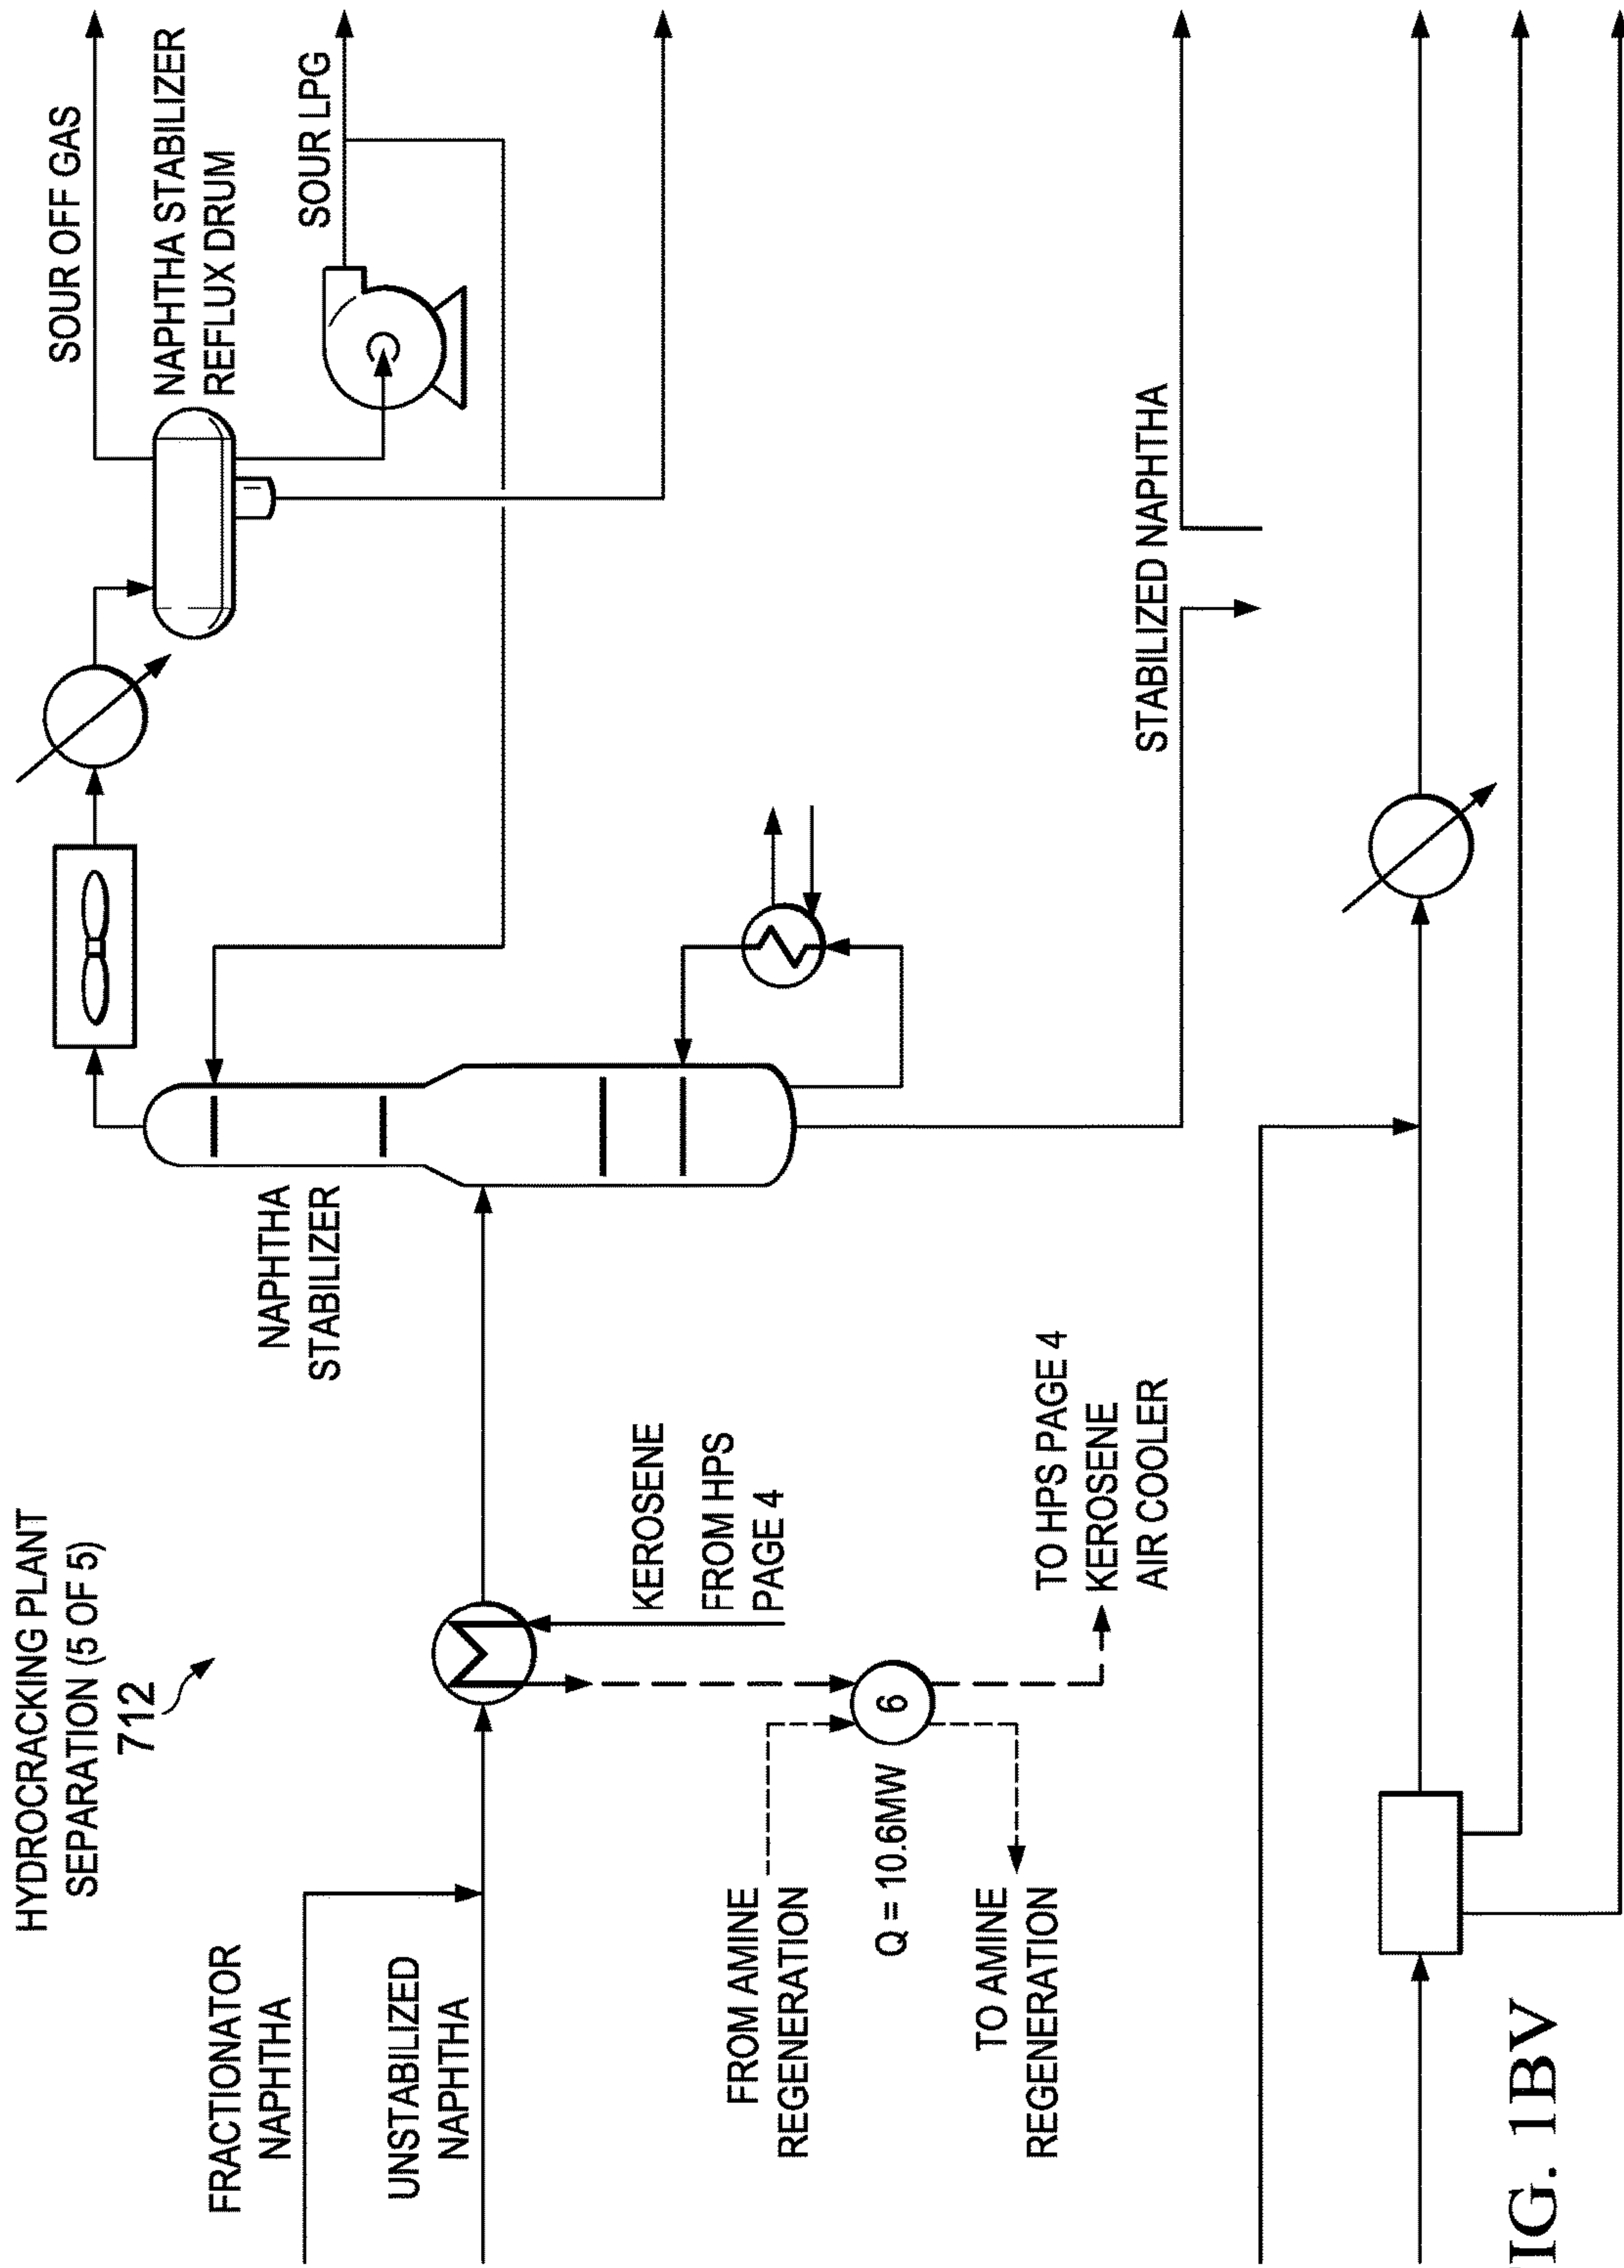 HYDROCRACKING PLANT
SEPARATION (5 OF 5)
712
FRACTIONATOR
NAPHTHA
UNSTABILIZED
NAPHTHA
FROM AMINE
REGENERATION
Q = 10.6MW
TO AMINE
REGENERATION
6
KEROSENE
FROM HPS
PAGE 4
TO HPS PAGE 4
KEROSENE
AIR COOLER
NAPHTHA
STABILIZER
SOUR OFF GAS
NAPHTHA STABILIZER
REFLUX DRUM
SOUR LPG
STABILIZED NAPHTHA
IG. 1BV